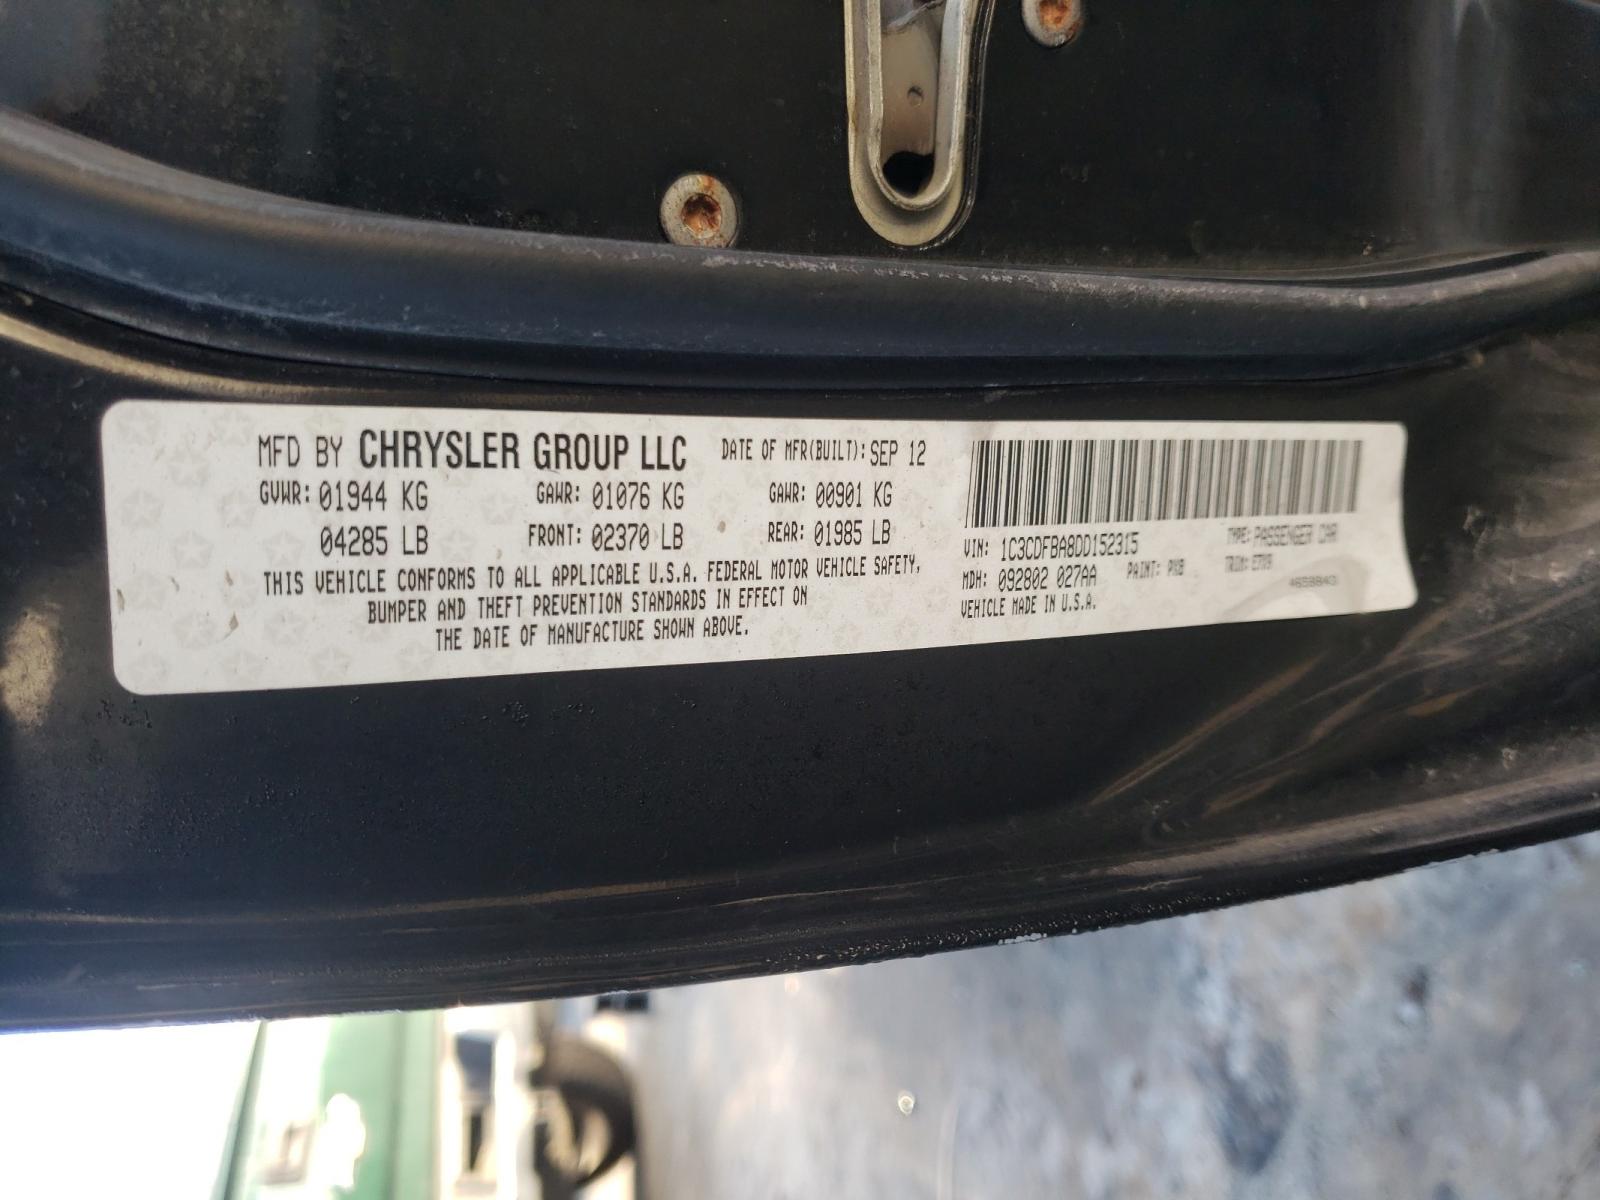 MFD BY CHRYSLER GROUP LLC DATE OF MFR(BUILT): SEP 12
GVWR: 01944 KG GAWR: 01076 KG GAWR: 00901 KG
04285 LB FRONT: 02370 LB REAR: 01985 LB
THIS VEHICLE CONFORMS TO ALL APPLICABLE U.S.A. FEDERAL MOTOR VEHICLE SAFETY,
BUMPER AND THEFT PREVENTION STANDARDS IN EFFECT ON
THE DATE OF MANUFACTURE SHOWN ABOVE.
VIN: 1C3CDFBA8DD152315 TYPE: PASSENGER CAR
MDH: 092802 027AA PAINT: PX8 TRIM:
VEHICLE MADE IN U.S.A.